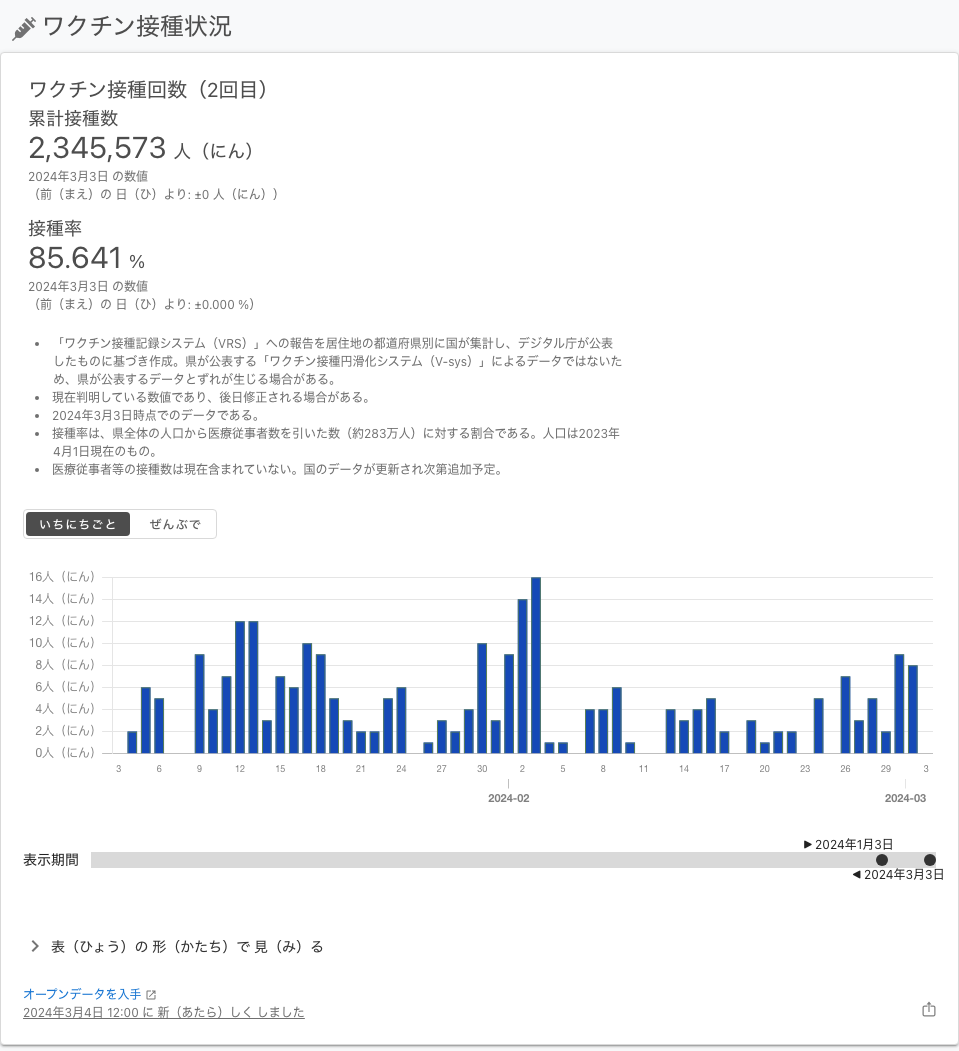 ワクチン接種状況
ワクチン接種回数（2回目）
累計接種数
2,345,573 人（にん）
2024年3月3日 の数値
（前（まえ）の 日（ひ）より: ±0 人（にん））
接種率
85.641 %
2024年3月3日 の数値
（前（まえ）の 日（ひ）より: ±0.000 %）
• 「ワクチン接種記録システム（VRS）」への報告を居住地の都道府県別に国が集計し、デジタル庁が公表
したものに基づき作成。県が公表する「ワクチン接種円滑化システム（V-sys）」によるデータではないた
め、県が公表するデータとずれが生じる場合がある。
• 現在判明している数値であり、後日修正される場合がある。
• 2024年3月3日時点でのデータである。
• 接種率は、県全体の人口から医療従事者数を引いた数（約283万人）に対する割合である。人口は2023年
4月1日現在のもの。
• 医療従事者等の接種数は現在含まれていない。国のデータが更新され次第追加予定。
いちにちごと ぜんぶで
16人（にん）
14人（にん）
12人（にん）
10人（にん）
8人（にん）
6人（にん）
4人（にん）
2人（にん）
0人（にん）
3 6 9 12 15 18 21 24 27 30 2 5 8 11 14 17 20 23 26 29 3
2024-02 2024-03
▶ 2024年1月3日
表示期間
◀ 2024年3月3日
表（ひょう）の 形（かたち）で 見（み）る
オープンデータを入手
2024年3月4日 12:00 に 新（あたら）しく しました